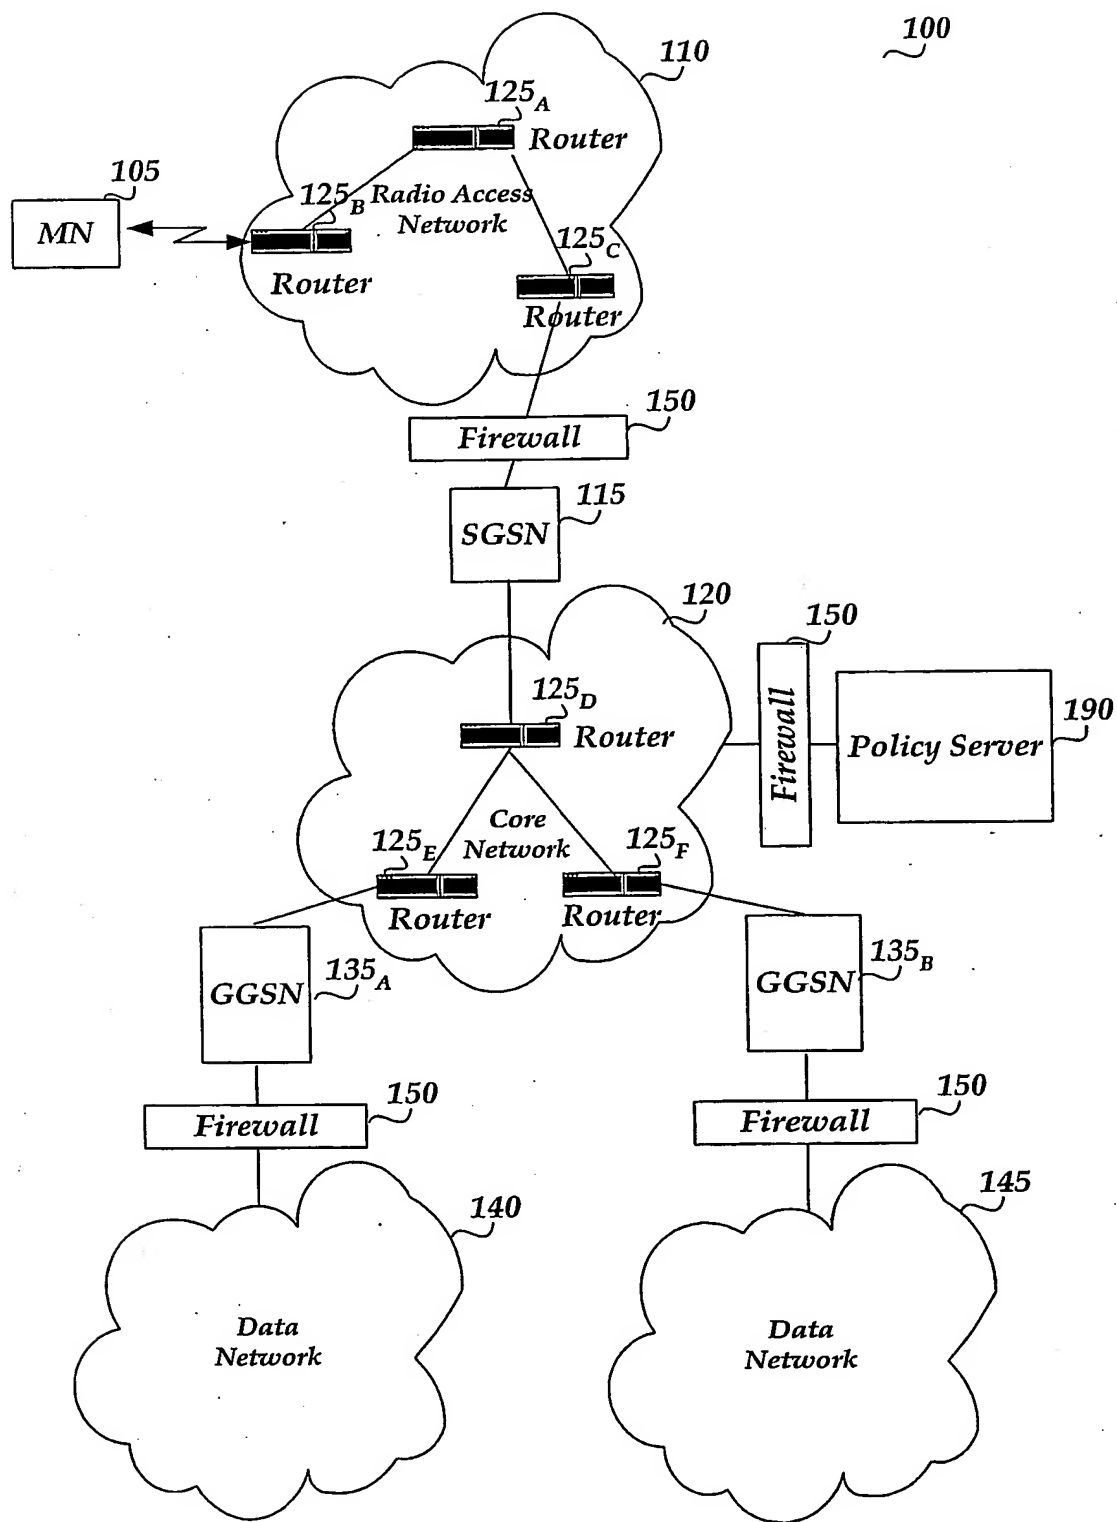 100
110
125A
Router
105
MN
125B
Radio Access
Network
Router
125C
Router
150
Firewall
115
SGSN
120
150
Firewall
190
Policy Server
125D
Router
Core
Network
125E
Router
125F
Router
135A
GGSN
135B
GGSN
150
Firewall
150
Firewall
140
Data
Network
145
Data
Network